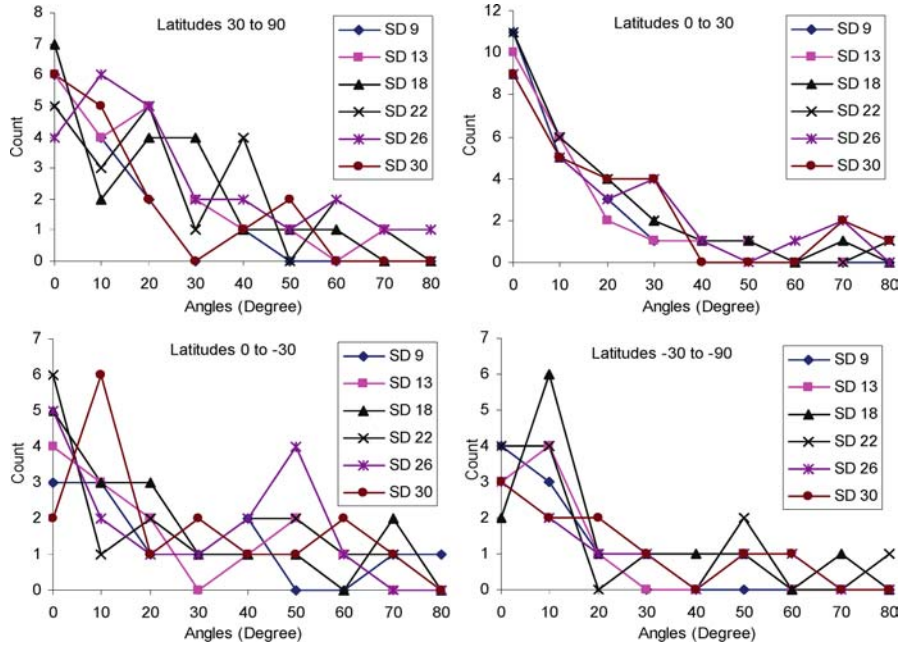 Latitudes 30 to 90
Count
8
7
6
5
4
3
2
1
0
0 10 20 30 40 50 60 70 80
Angles (Degree)
SD 9
SD 13
SD 18
SD 22
SD 26
SD 30
Latitudes 0 to 30
Count
12
10
8
6
4
2
0
0 10 20 30 40 50 60 70 80
Angles (Degree)
SD 9
SD 13
SD 18
SD 22
SD 26
SD 30
Latitudes 0 to -30
Count
7
6
5
4
3
2
1
0
0 10 20 30 40 50 60 70 80
Angles (Degree)
SD 9
SD 13
SD 18
SD 22
SD 26
SD 30
Latitudes -30 to -90
Count
7
6
5
4
3
2
1
0
0 10 20 30 40 50 60 70 80
Angles (Degree)
SD 9
SD 13
SD 18
SD 22
SD 26
SD 30